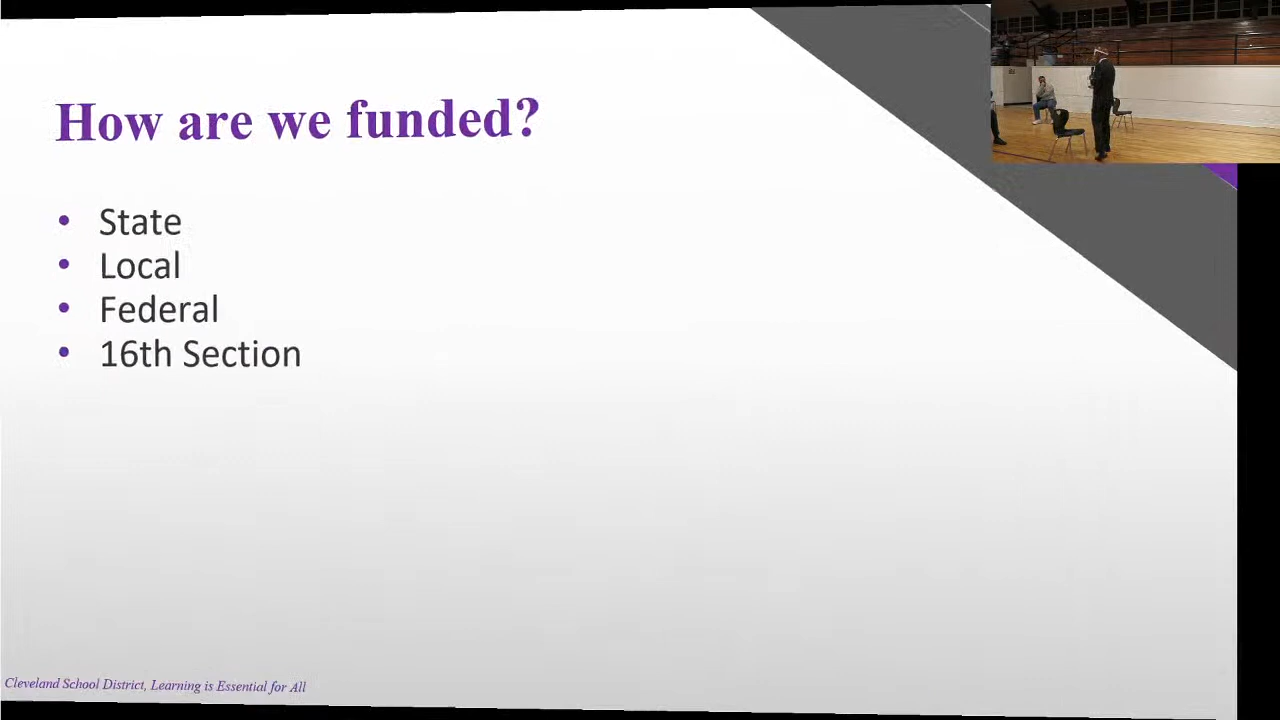 How are we funded?
• State
• Local
• Federal
• 16th Section
Cleveland School District, Learning is Essential for All